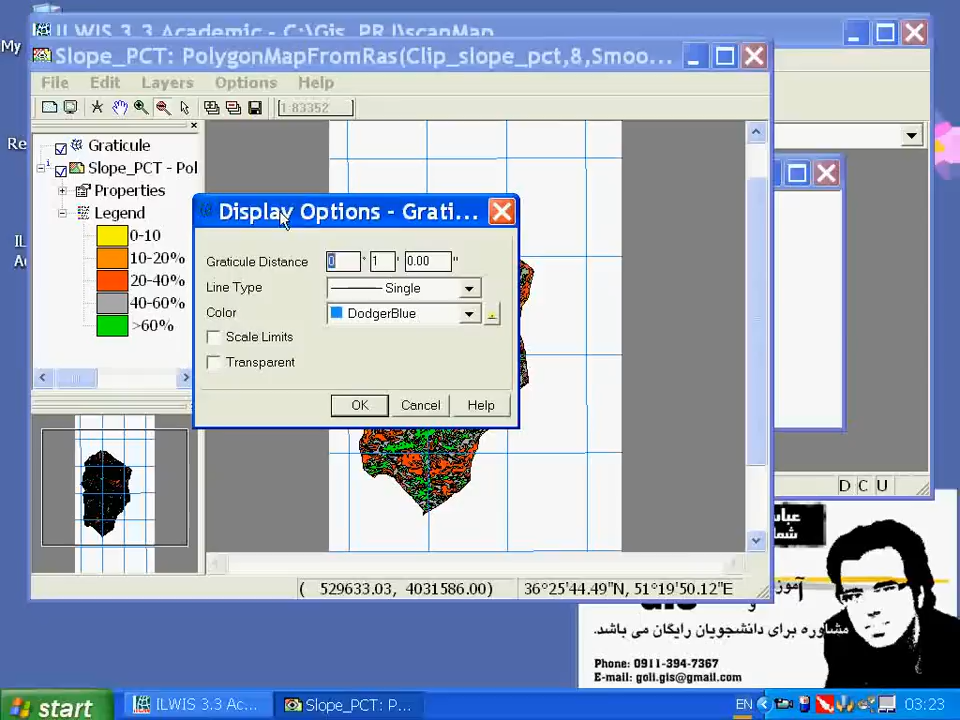 ILWIS 3.3 Academic - C:\Gis_PRJ\scanMap
My
Slope_PCT: PolygonMapFromRas(Clip_slope_pct,8,Smoo...
File Edit Layers Options Help
1:83352
Re
Graticule
Slope_PCT - Pol
Properties
Legend
0-10
10-20%
20-40%
40-60%
>60%
Display Options - Grati...
Graticule Distance 0 ° 1 ' 0.00 "
Line Type Single
Color DodgerBlue
Scale Limits
Transparent
OK Cancel Help
D C U
( 529633.03, 4031586.00) 36°25'44.49"N, 51°19'50.12"E
مشاوره برای دانشجویان رایگان می باشد.
Phone: 0911-394-7367
E-mail: goli.gis@gmail.com
start ILWIS 3.3 Aca... Slope_PCT: P... EN 03:23